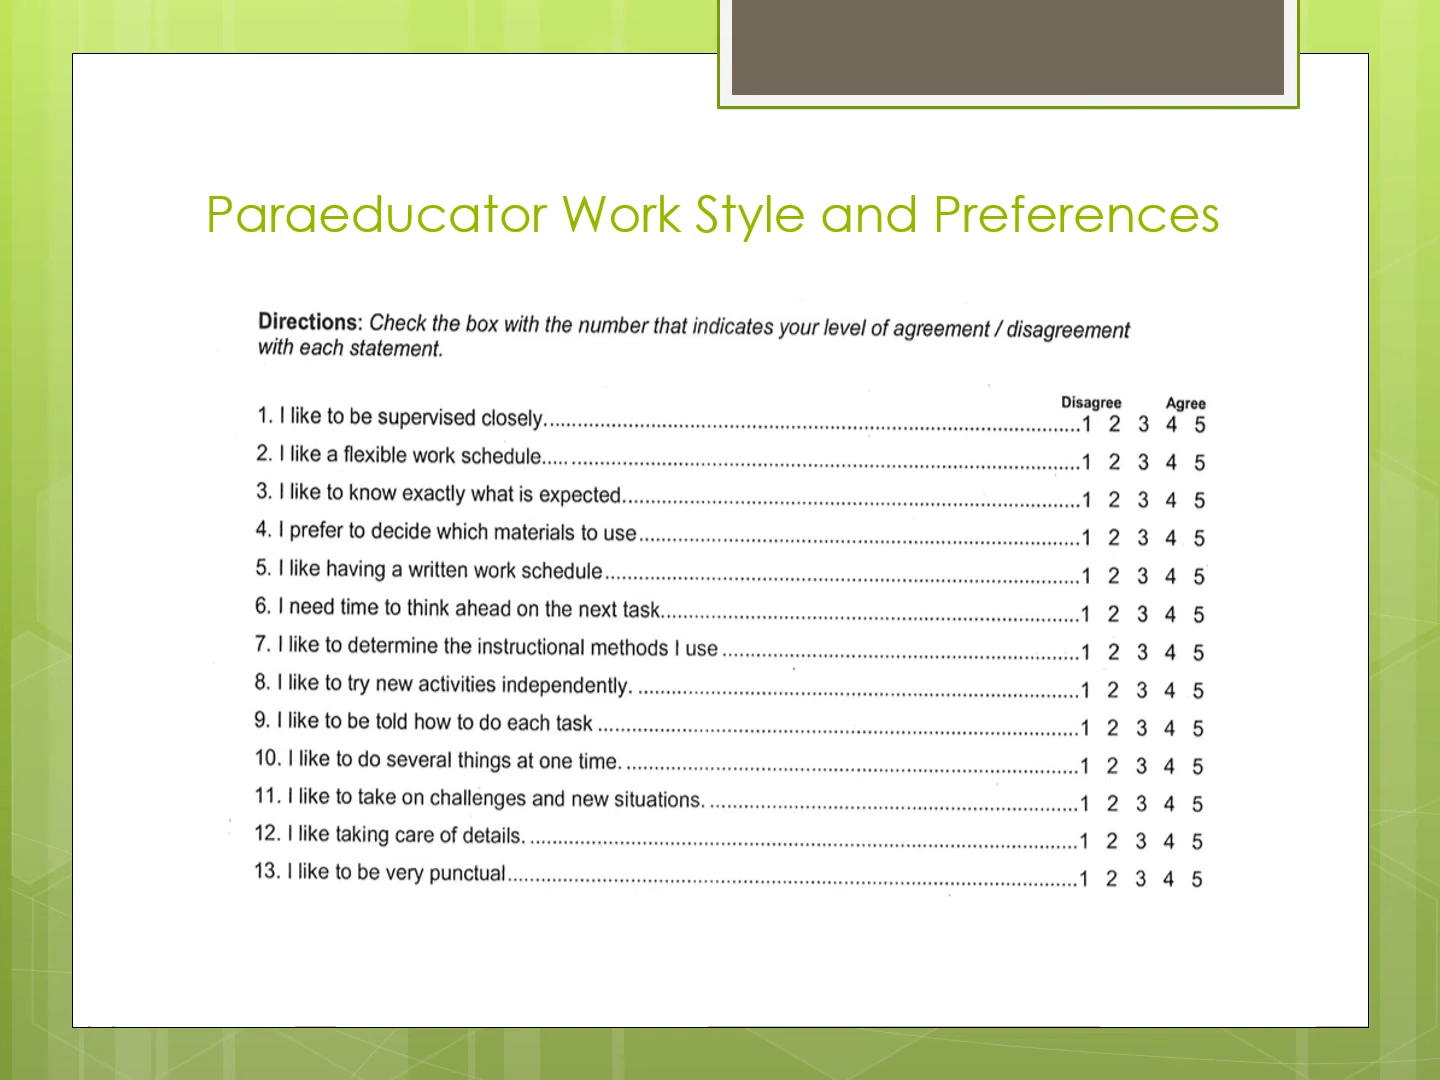 Paraeducator Work Style and Preferences
Directions: Check the box with the number that indicates your level of agreement / disagreement
with each statement.
Disagree Agree
1. I like to be supervised closely.................................................................................................1 2 3 4 5
2. I like a flexible work schedule..... ...........................................................................................1 2 3 4 5
3. I like to know exactly what is expected...................................................................................1 2 3 4 5
4. I prefer to decide which materials to use................................................................................1 2 3 4 5
5. I like having a written work schedule......................................................................................1 2 3 4 5
6. I need time to think ahead on the next task............................................................................1 2 3 4 5
7. I like to determine the instructional methods I use .................................................................1 2 3 4 5
8. I like to try new activities independently. ................................................................................1 2 3 4 5
9. I like to be told how to do each task .......................................................................................1 2 3 4 5
10. I like to do several things at one time. ..................................................................................1 2 3 4 5
11. I like to take on challenges and new situations. ...................................................................1 2 3 4 5
12. I like taking care of details. ...................................................................................................1 2 3 4 5
13. I like to be very punctual.......................................................................................................1 2 3 4 5